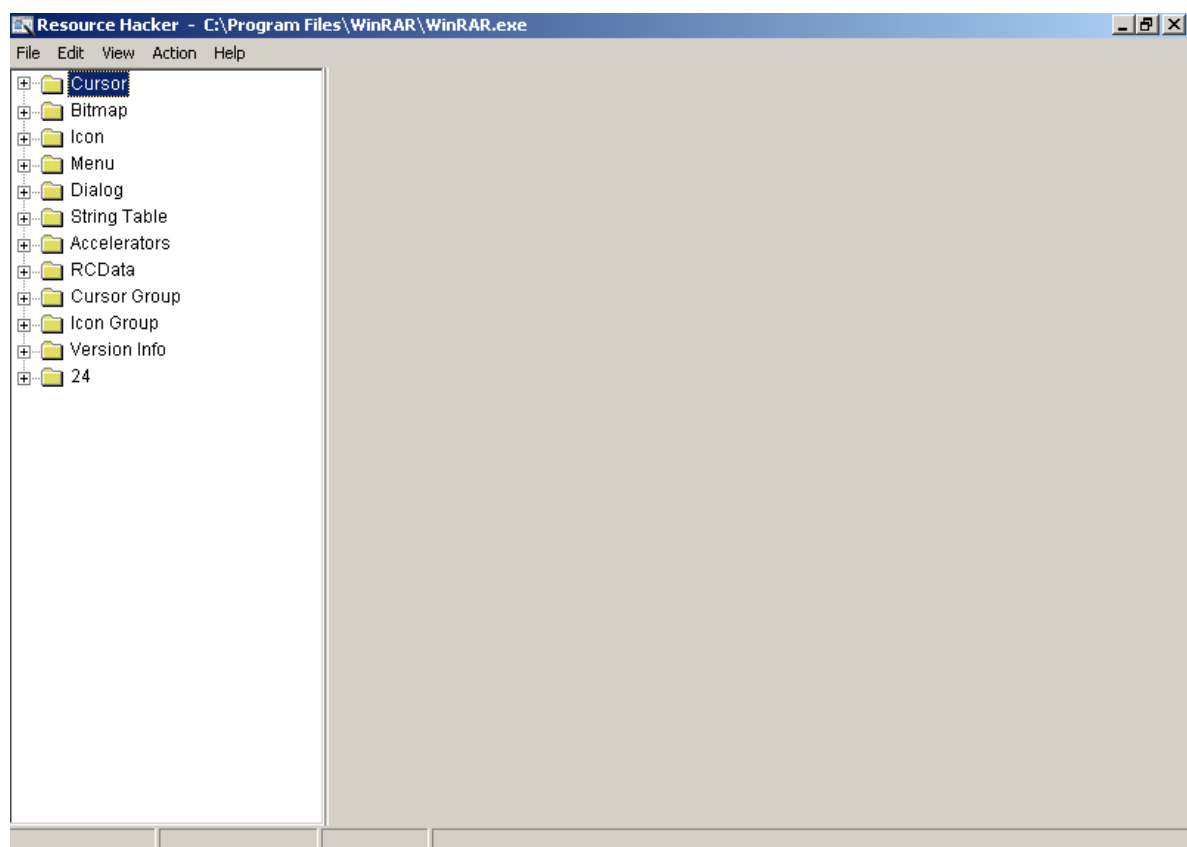 Resource Hacker - C:\Program Files\WinRAR\WinRAR.exe
File Edit View Action Help
Cursor
Bitmap
Icon
Menu
Dialog
String Table
Accelerators
RCData
Cursor Group
Icon Group
Version Info
24